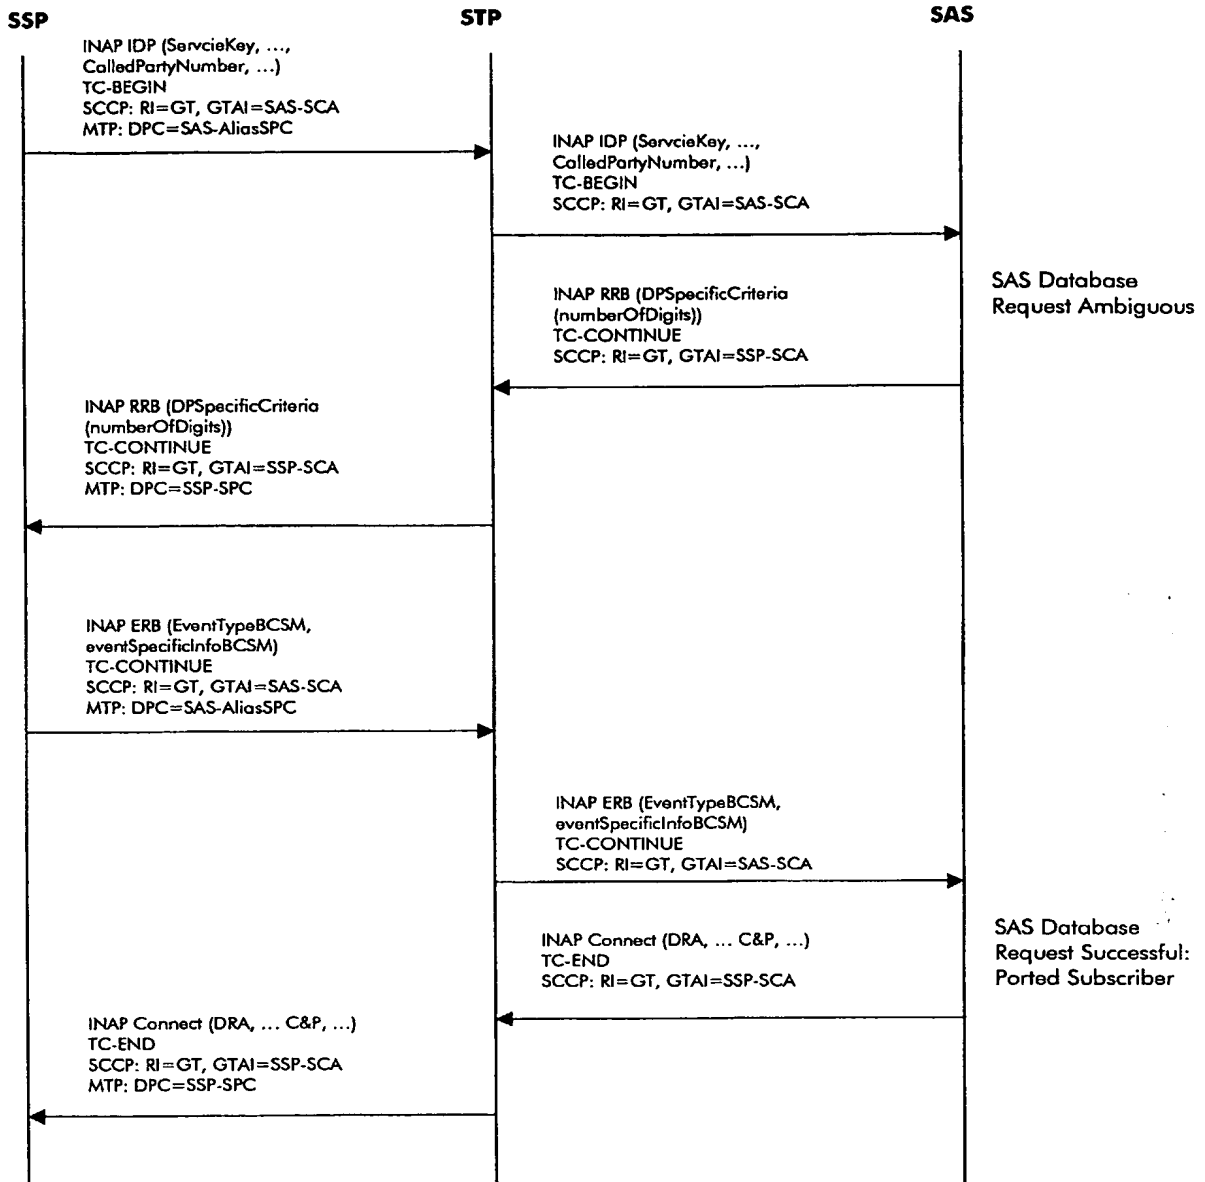 SSP
STP
SAS
INAP IDP (ServcieKey, ...,
CalledPartyNumber, ...)
TC-BEGIN
SCCP: RI=GT, GTAI=SAS-SCA
MTP: DPC=SAS-AliasSPC
INAP IDP (ServcieKey, ...,
CalledPartyNumber, ...)
TC-BEGIN
SCCP: RI=GT, GTAI=SAS-SCA
SAS Database
Request Ambiguous
INAP RRB (DPSpecificCriteria
(numberOfDigits))
TC-CONTINUE
SCCP: RI=GT, GTAI=SSP-SCA
INAP RRB (DPSpecificCriteria
(numberOfDigits))
TC-CONTINUE
SCCP: RI=GT, GTAI=SSP-SCA
MTP: DPC=SSP-SPC
INAP ERB (EventTypeBCSM,
eventSpecificInfoBCSM)
TC-CONTINUE
SCCP: RI=GT, GTAI=SAS-SCA
MTP: DPC=SAS-AliasSPC
INAP ERB (EventTypeBCSM,
eventSpecificInfoBCSM)
TC-CONTINUE
SCCP: RI=GT, GTAI=SAS-SCA
SAS Database
Request Successful:
Ported Subscriber
INAP Connect (DRA, ... C&P, ...)
TC-END
SCCP: RI=GT, GTAI=SSP-SCA
INAP Connect (DRA, ... C&P, ...)
TC-END
SCCP: RI=GT, GTAI=SSP-SCA
MTP: DPC=SSP-SPC